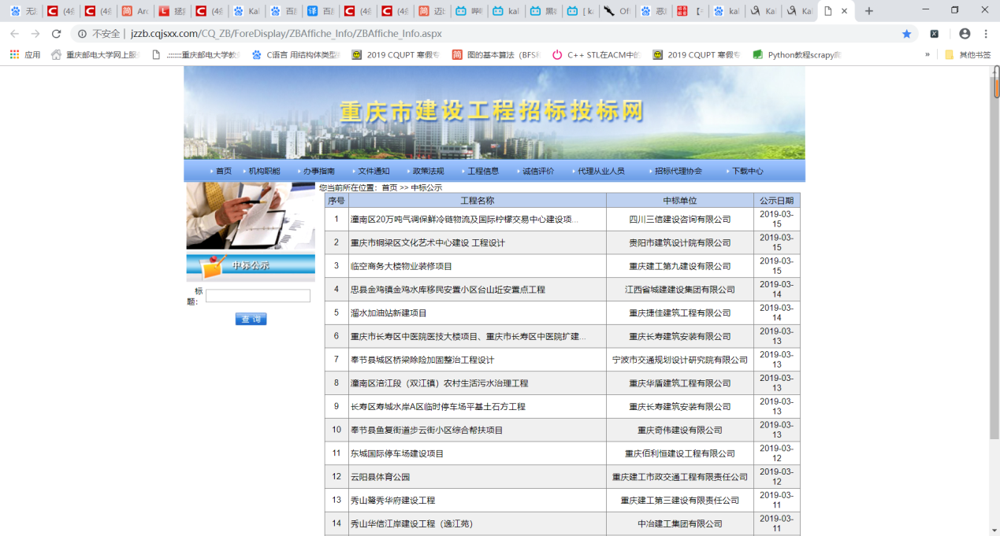 无
(4
(4
简 Arc
L 拯
(4
Kal
百
译 百
(4
(4
简 迈
哔
kal
黑
[ ka
Of
恶
【
kal
Kal
Kal
不安全 | jzzb.cqjsxx.com/CQ_ZB/ForeDisplay/ZBAffiche_Info/ZBAffiche_Info.aspx
应用
重庆邮电大学网上服
.:::::::重庆邮电大学教
C语言 用结构体类型
2019 CQUPT 寒假专
简 图的基本算法（BFS
C++ STL在ACM中的
2019 CQUPT 寒假专
Python教程scrapy爬
»
其他书签
重庆市建设工程招标投标网
首页 机构职能 办事指南 文件通知 政策法规 工程信息 诚信评价 代理从业人员 招标代理协会 下载中心
您当前所在位置：首页 >> 中标公示
中标公示
标
题：
查 询
序号 工程名称 中标单位 公示日期
1 潼南区20万吨气调保鲜冷链物流及国际柠檬交易中心建设项... 四川三信建设咨询有限公司 2019-03-
15
2 重庆市铜梁区文化艺术中心建设 工程设计 贵阳市建筑设计院有限公司 2019-03-
15
3 临空商务大楼物业装修项目 重庆建工第九建设有限公司 2019-03-
15
4 忠县金鸡镇金鸡水库移民安置小区台山坵安置点工程 江西省城建建设集团有限公司 2019-03-
14
5 溜水加油站新建项目 重庆捷佳建筑工程有限公司 2019-03-
14
6 重庆市长寿区中医院医技大楼项目、重庆市长寿区中医院扩建... 重庆长寿建筑安装有限公司 2019-03-
13
7 奉节县城区桥梁除险加固整治工程设计 宁波市交通规划设计研究院有限公司 2019-03-
13
8 潼南区涪江段（双江镇）农村生活污水治理工程 重庆华盾建筑工程有限公司 2019-03-
13
9 长寿区寿城水岸A区临时停车场平基土石方工程 重庆长寿建筑安装有限公司 2019-03-
13
10 奉节县鱼复街道步云街小区综合帮扶项目 重庆奇伟建设有限公司 2019-03-
13
11 东城国际停车场建设项目 重庆佰利恒建设工程有限公司 2019-03-
12
12 云阳县体育公园 重庆建工市政交通工程有限责任公司 2019-03-
12
13 秀山鳌秀华府建设工程 重庆建工第三建设有限责任公司 2019-03-
11
14 秀山华信江岸建设工程（逸江苑） 中冶建工集团有限公司 2019-03-
11